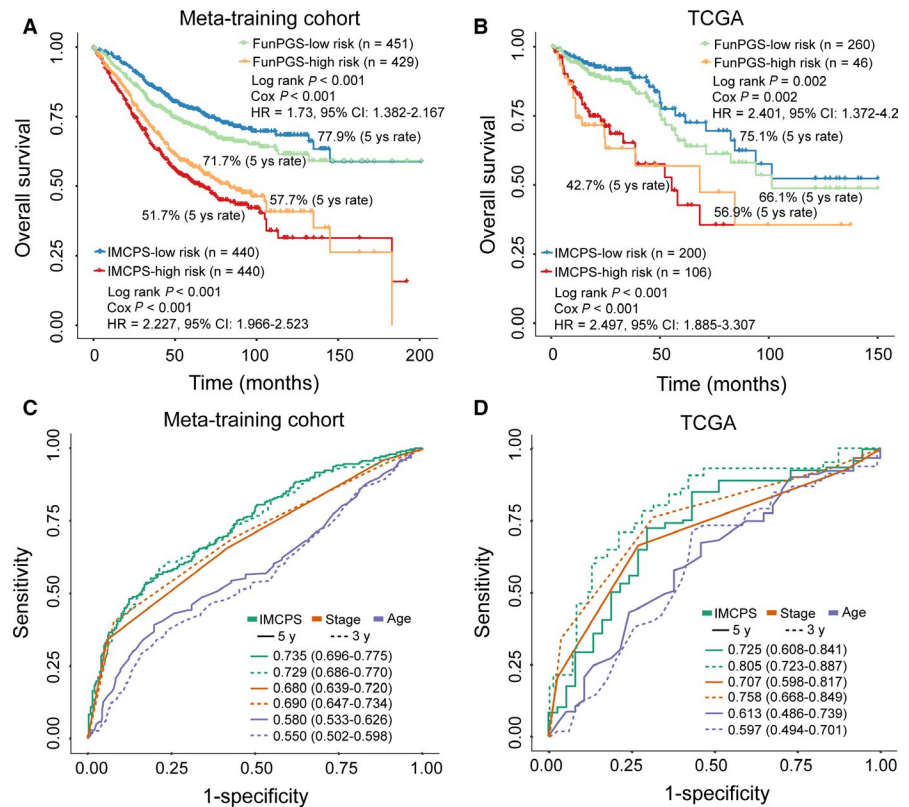 A
Meta-training cohort
FunPGS-low risk (n = 451)
FunPGS-high risk (n = 429)
Log rank P < 0.001
Cox P < 0.001
HR = 1.73, 95% CI: 1.382-2.167
77.9% (5 ys rate)
71.7% (5 ys rate)
57.7% (5 ys rate)
51.7% (5 ys rate)
IMCPS-low risk (n = 440)
IMCPS-high risk (n = 440)
Log rank P < 0.001
Cox P < 0.001
HR = 2.227, 95% CI: 1.966-2.523
Overall survival
1.00
0.75
0.50
0.25
0.00
0 50 100 150 200
Time (months)
B
TCGA
FunPGS-low risk (n = 260)
FunPGS-high risk (n = 46)
Log rank P = 0.002
Cox P = 0.002
HR = 2.401, 95% CI: 1.372-4.2
75.1% (5 ys rate)
42.7% (5 ys rate)
66.1% (5 ys rate)
56.9% (5 ys rate)
IMCPS-low risk (n = 200)
IMCPS-high risk (n = 106)
Log rank P < 0.001
Cox P < 0.001
HR = 2.497, 95% CI: 1.885-3.307
Overall survival
1.00
0.75
0.50
0.25
0.00
0 50 100 150
Time (months)
C
Meta-training cohort
Sensitivity
1.00
0.75
0.50
0.25
0.00
IMCPS Stage Age
5 y 3 y
0.735 (0.696-0.775)
0.729 (0.686-0.770)
0.680 (0.639-0.720)
0.690 (0.647-0.734)
0.580 (0.533-0.626)
0.550 (0.502-0.598)
0.00 0.25 0.50 0.75 1.00
1-specificity
D
TCGA
Sensitivity
1.00
0.75
0.50
0.25
0.00
IMCPS Stage Age
5 y 3 y
0.725 (0.608-0.841)
0.805 (0.723-0.887)
0.707 (0.598-0.817)
0.758 (0.668-0.849)
0.613 (0.486-0.739)
0.597 (0.494-0.701)
0.00 0.25 0.50 0.75 1.00
1-specificity